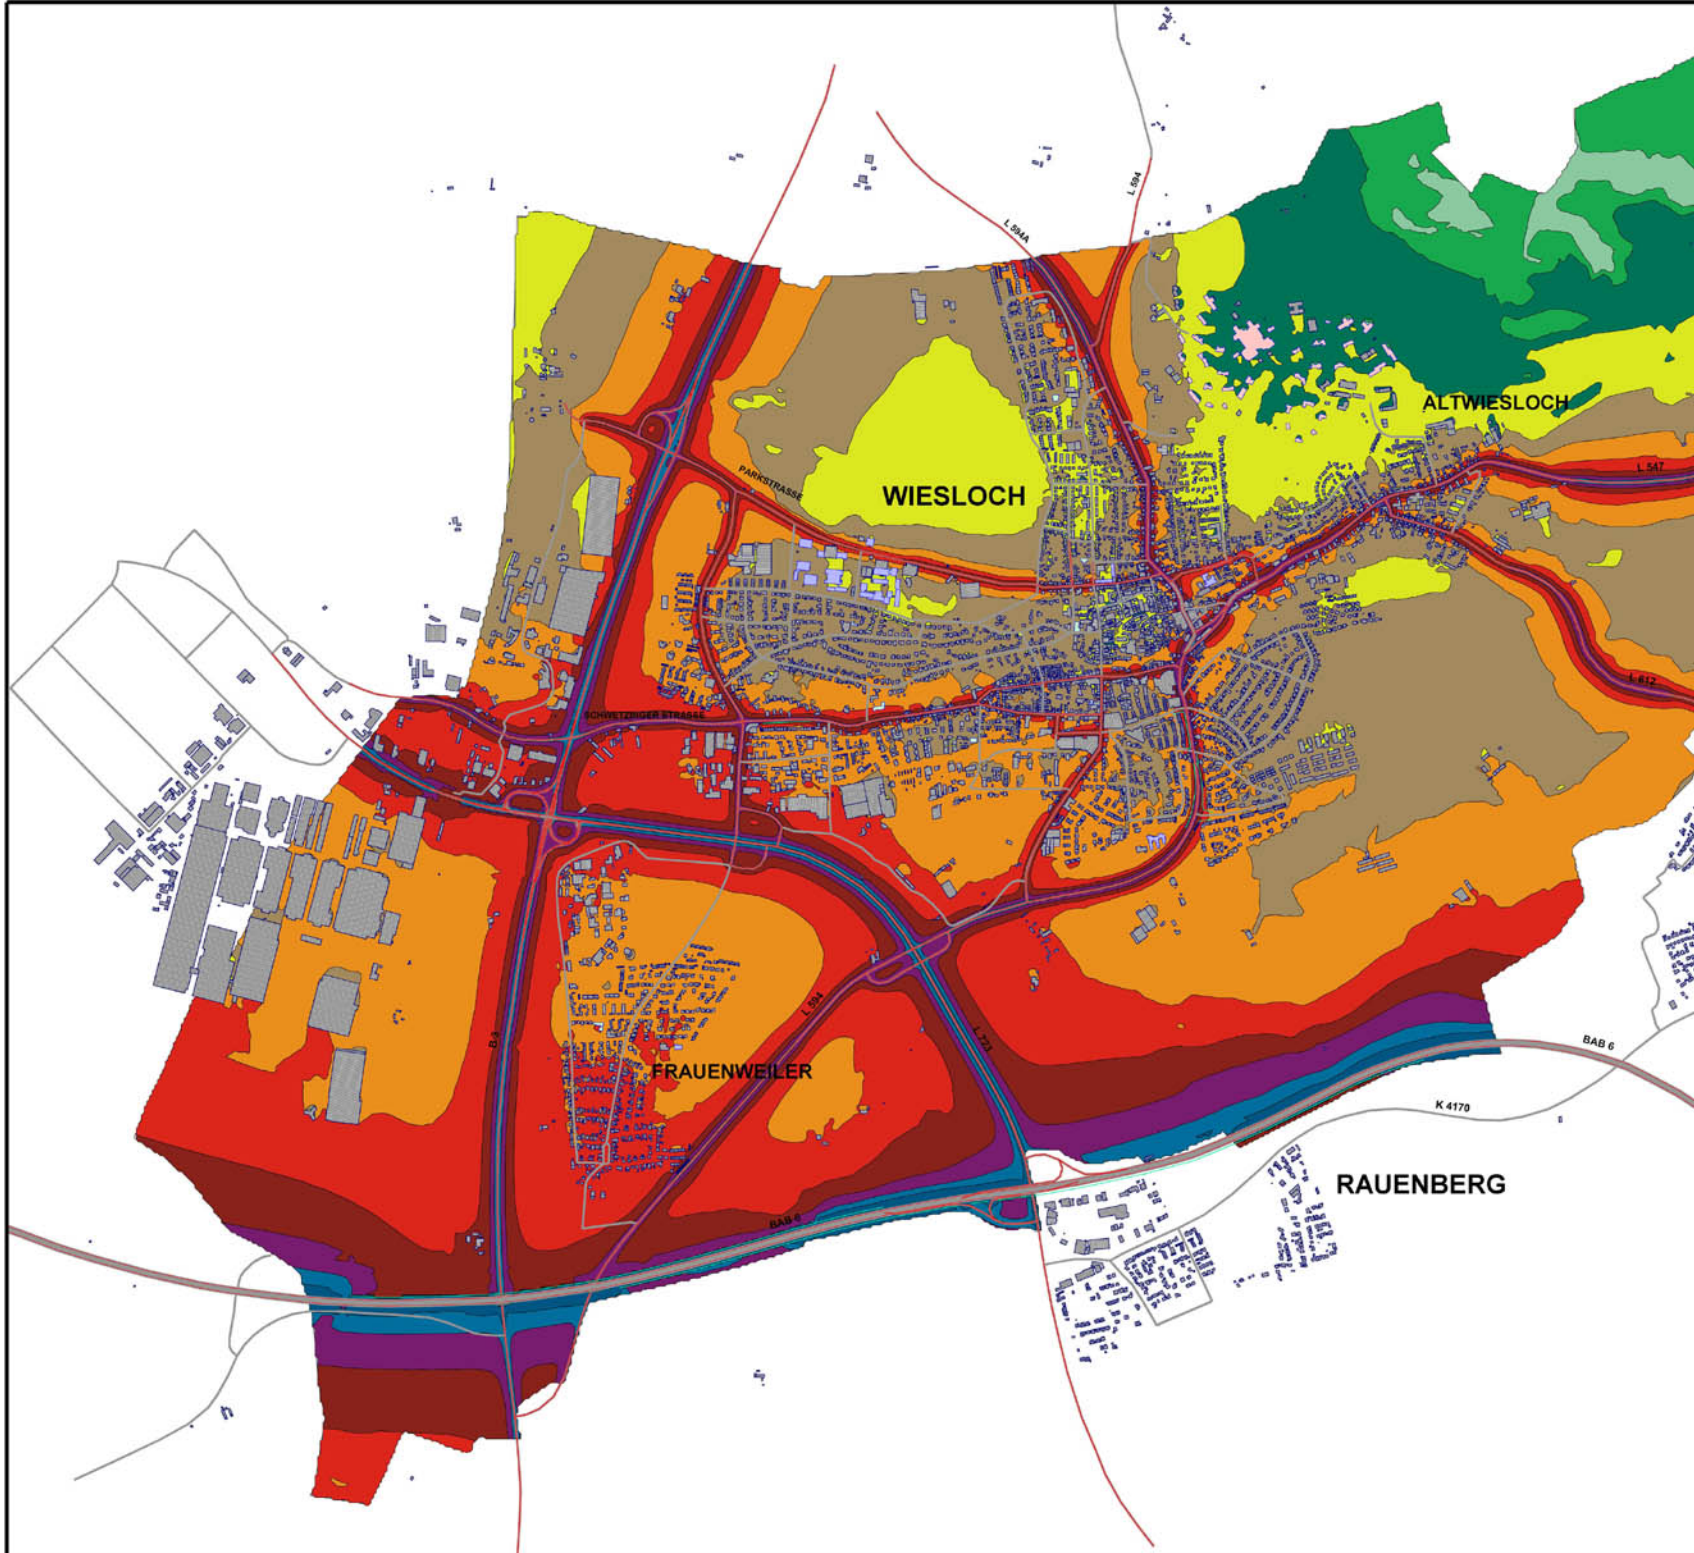 L 594
L 594A
ALTWIESLOCH
L 547
PARKSTRASSE
WIESLOCH
L 612
SCHWETZINGER STRASSE
L 594
L 723
B 3
FRAUENWEILER
BAB 6
K 4170
RAUENBERG
BAB 6